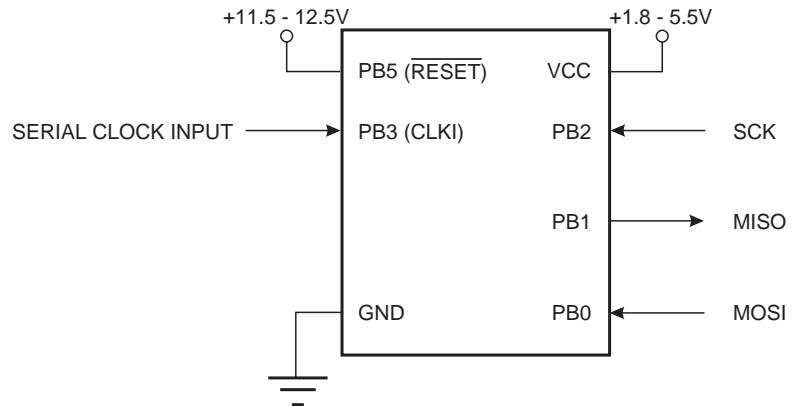 +11.5 - 12.5V
+1.8 - 5.5V
PB5 (RESET)
VCC
SERIAL CLOCK INPUT
PB3 (CLKI)
PB2
SCK
PB1
MISO
GND
PB0
MOSI